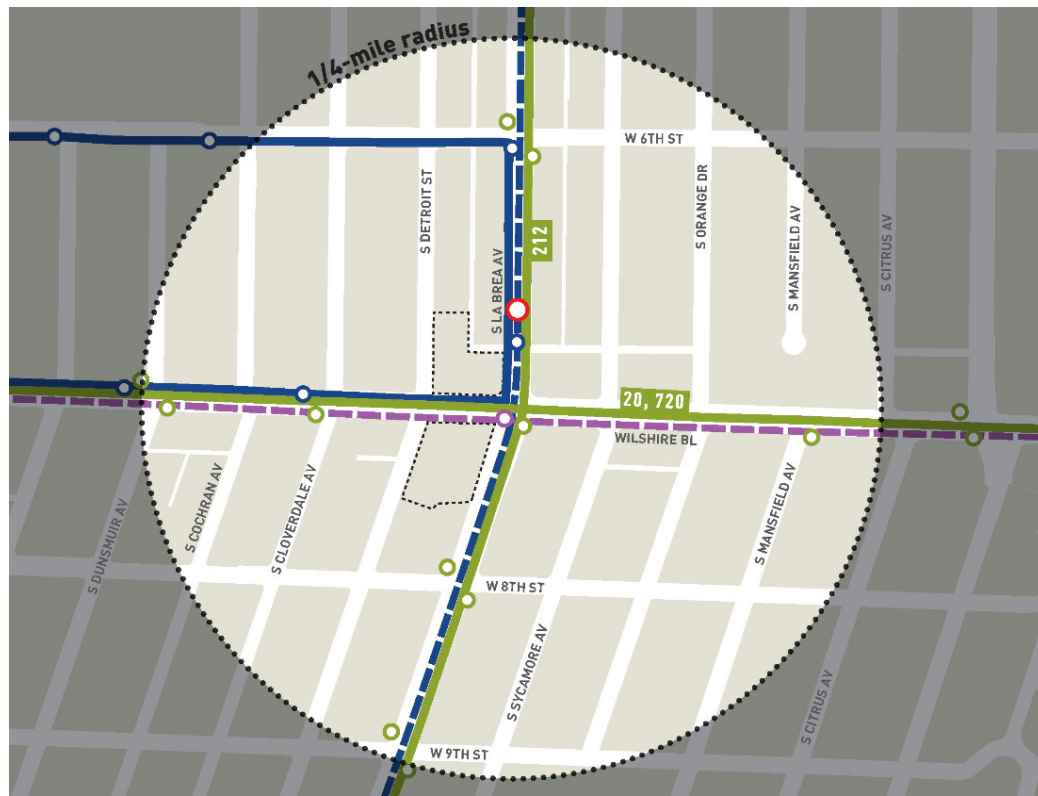 1/4-mile radius
W 6TH ST
S DETROIT ST
S LA BREA AV
212
S ORANGE DR
S MANSFIELD AV
S CITRUS AV
20, 720
WILSHIRE BL
S DUNSMUIR AV
S COCHRAN AV
S CLOVERDALE AV
S MANSFIELD AV
W 8TH ST
S SYCAMORE AV
S CITRUS AV
W 9TH ST